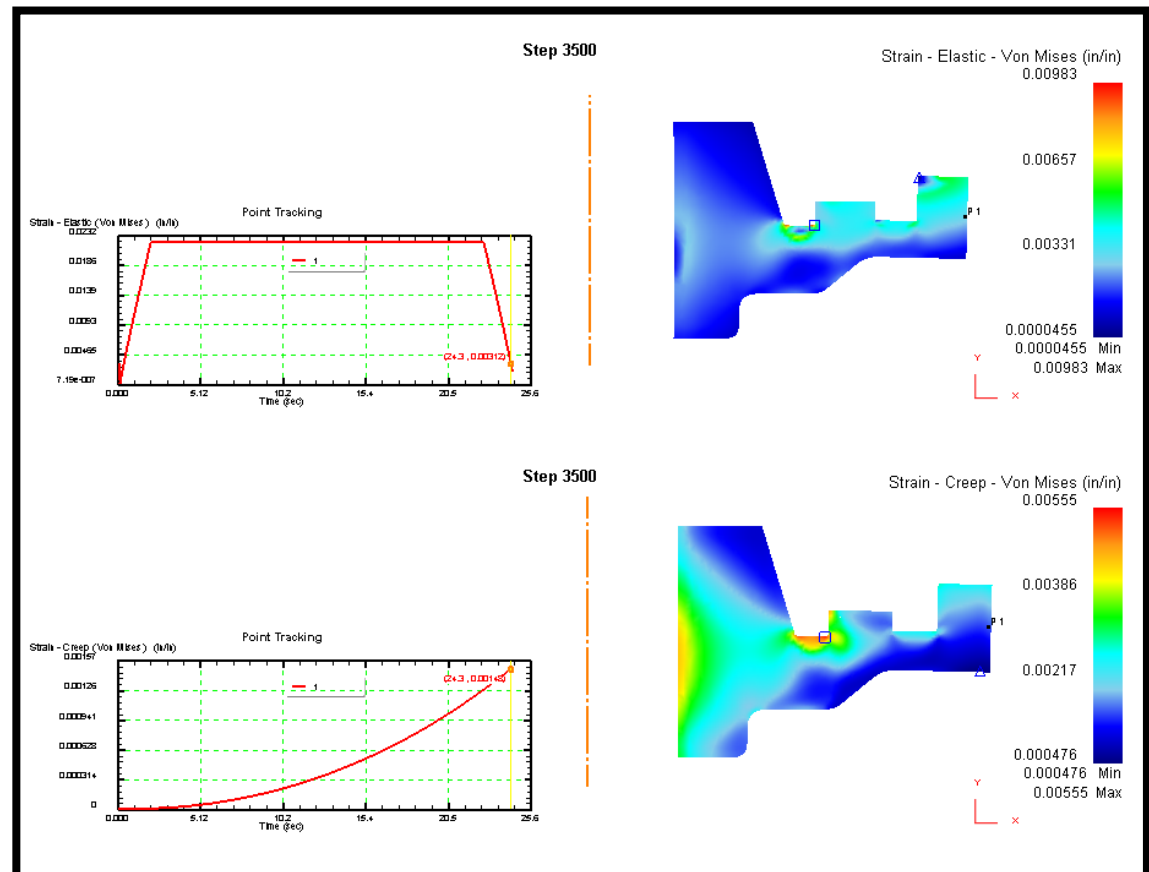 Step 3500
Strain - Elastic - Von Mises (in/in)
0.00983
0.00657
0.00331
0.0000455
0.0000455 Min
0.00983 Max
P 1
Y
X
Point Tracking
Strain - Elastic (Von Mises) (in/in)
0.0232
0.0186
0.0139
0.0093
0.00465
7.19e-007
1
(24.3, 0.00312)
0.000 5.12 10.2 15.4 20.5 25.6
Time (sec)
Step 3500
Strain - Creep - Von Mises (in/in)
0.00555
0.00386
0.00217
0.000476
0.000476 Min
0.00555 Max
P 1
Y
X
Point Tracking
Strain - Creep (Von Mises) (in/in)
0.00157
0.00126
0.000941
0.000628
0.000314
0
1
0.000 5.12 10.2 15.4 20.5 25.6
Time (sec)